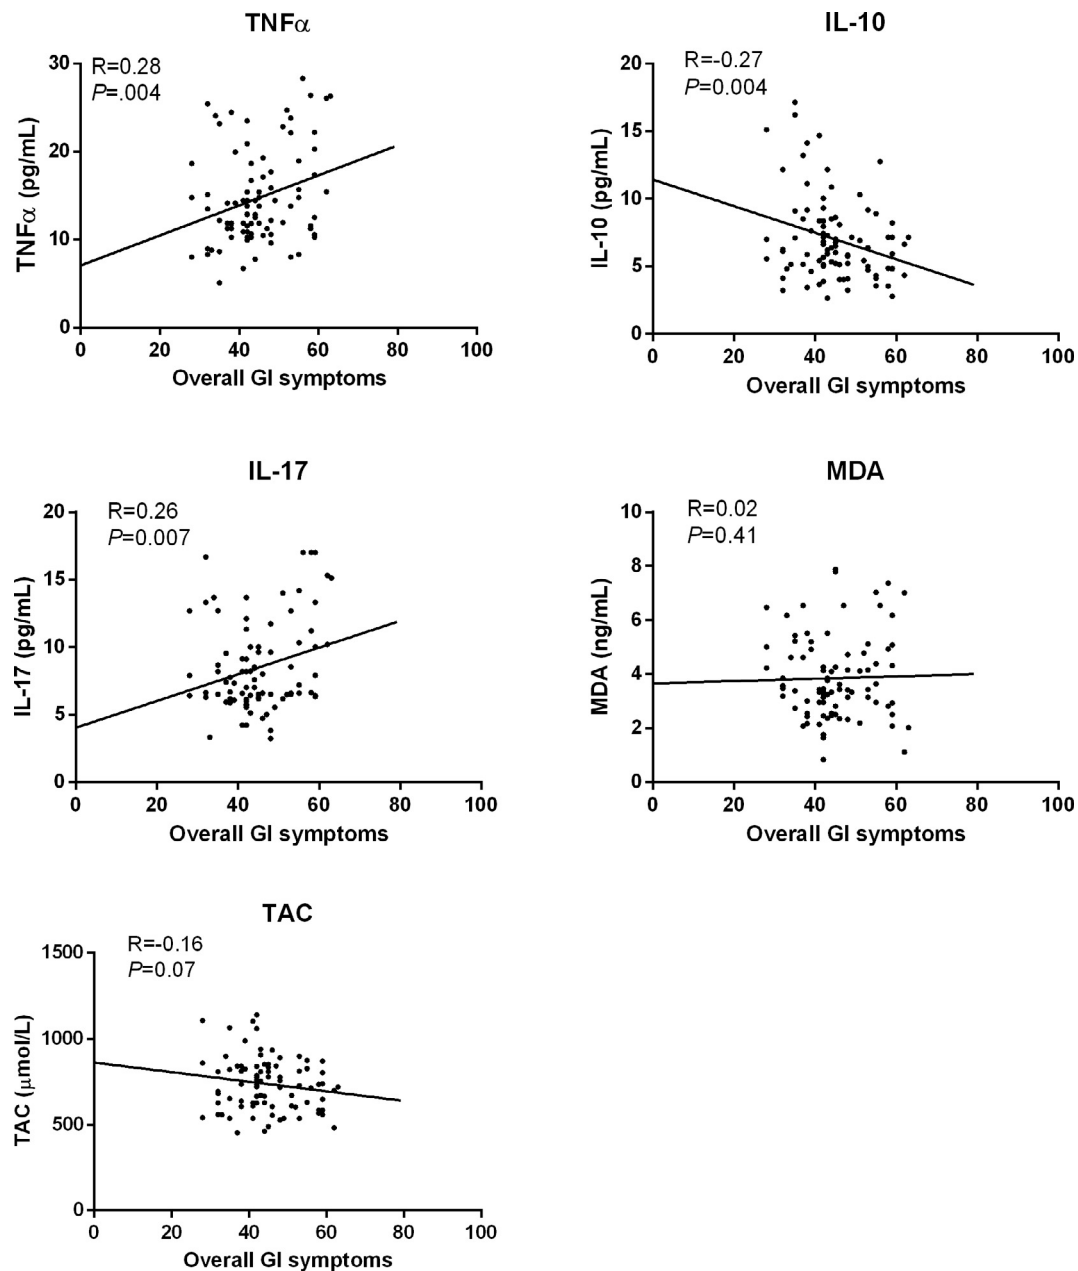 TNFα
R=0.28
P=.004
30
20
10
0
TNFα (pg/mL)
0 20 40 60 80 100
Overall GI symptoms
IL-10
R=-0.27
P=0.004
20
15
10
5
0
IL-10 (pg/mL)
0 20 40 60 80 100
Overall GI symptoms
IL-17
R=0.26
P=0.007
20
15
10
5
0
IL-17 (pg/mL)
0 20 40 60 80 100
Overall GI symptoms
MDA
R=0.02
P=0.41
10
8
6
4
2
0
MDA (ng/mL)
0 20 40 60 80 100
Overall GI symptoms
TAC
R=-0.16
P=0.07
1500
1000
500
0
TAC (μmol/L)
0 20 40 60 80 100
Overall GI symptoms